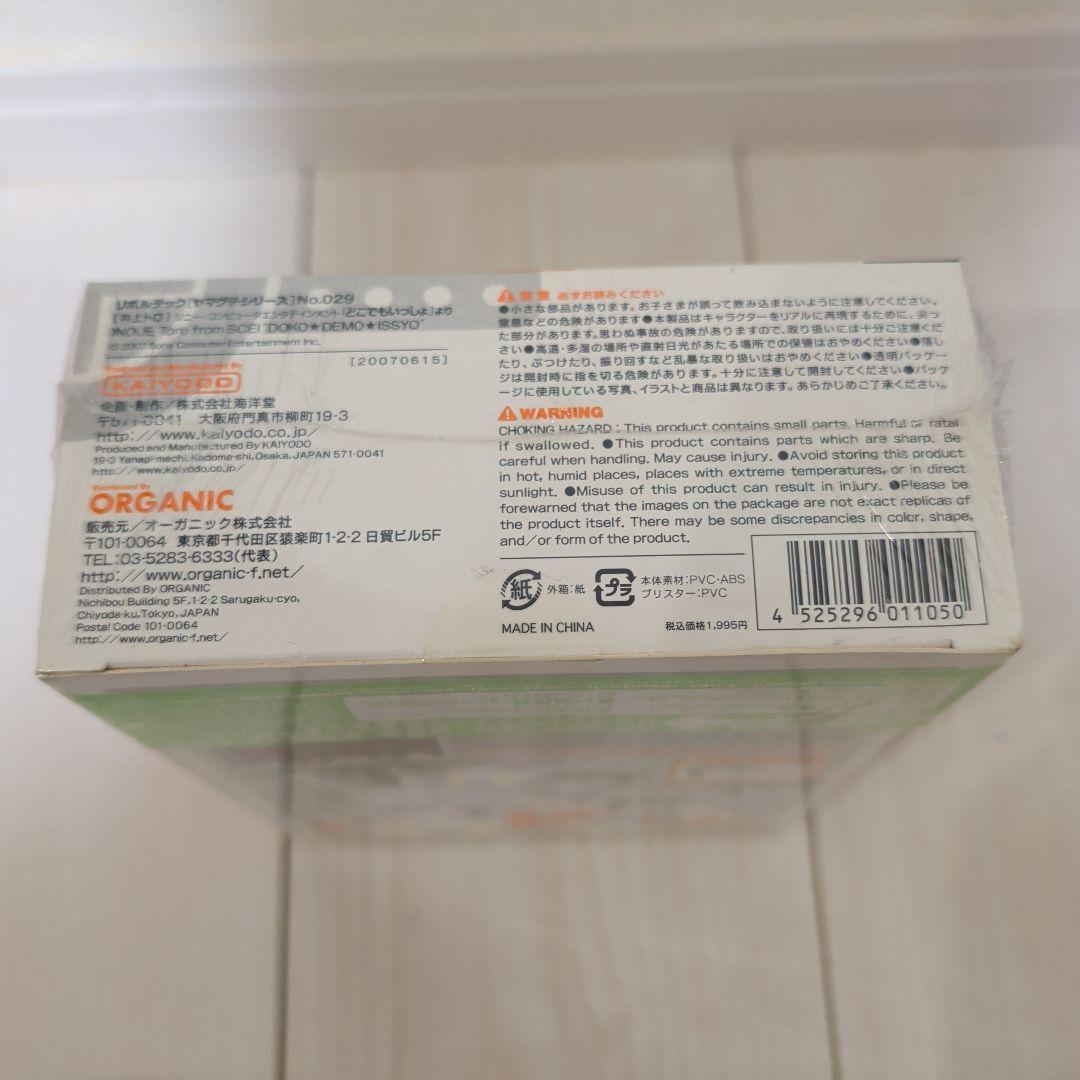 リボルテック［ヤマグチシリーズ］No.029
【井上トロ】ソニー・コンピュータエンタテインメント「どこでもいっしょ」より
INOUE Toro from SCEI "DOKO★DEMO★ISSYO"
© 2007 Sony Computer Entertainment Inc.
[20070615]
KAIYODO
企画・制作／株式会社海洋堂
〒571-0041 大阪府門真市柳町19-3
http://www.kaiyodo.co.jp/
Produced and Manufactured By KAIYODO
19-3 Yanagi-machi, Kadoma-shi, Osaka, JAPAN 571-0041
http://www.kaiyodo.co.jp/
Distributed By
ORGANIC
販売元／オーガニック株式会社
〒101-0064 東京都千代田区猿楽町1-2-2 日貿ビル5F
TEL:03-5283-6333(代表)
http://www.organic-f.net/
Distributed By ORGANIC
Nichibou Building 5F,1-2-2 Sarugaku-cyo,
Chiyoda-ku,Tokyo,JAPAN
Postal Code 101-0064
http://www.organic-f.net/
必ずお読みください
●小さな部品があります。お子さまが誤って飲み込まないように注意してください。
窒息などの危険があります●本製品はキャラクターをリアルに再現するために、尖っ
た部分があります。思わぬ事故の危険がありますので、取り扱いには十分ご注意くだ
さい●高温・多湿の場所や直射日光があたる場所での保管はおやめください●落し
たり、ぶつけたり、振り回すなど乱暴な取り扱いはおやめください●透明パッケー
ジは開封時に指を切る危険があります。十分に注意して開封してください●パッケ
ージに使用している写真、イラストと商品は異なります。あらかじめご了承ください。
WARNING
CHOKING HAZARD : This product contains small parts. Harmful or fatal
if swallowed. ●This product contains parts which are sharp. Be
careful when handling. May cause injury. ●Avoid storing this product
in hot, humid places, places with extreme temperatures, or in direct
sunlight. ●Misuse of this product can result in injury. ●Please be
forewarned that the images on the package are not exact replicas of
the product itself. There may be some discrepancies in color, shape,
and/or form of the product.
紙 外箱:紙
プラ 本体素材:PVC・ABS
ブリスター:PVC
MADE IN CHINA
税込価格1,995円
4 525296 011050